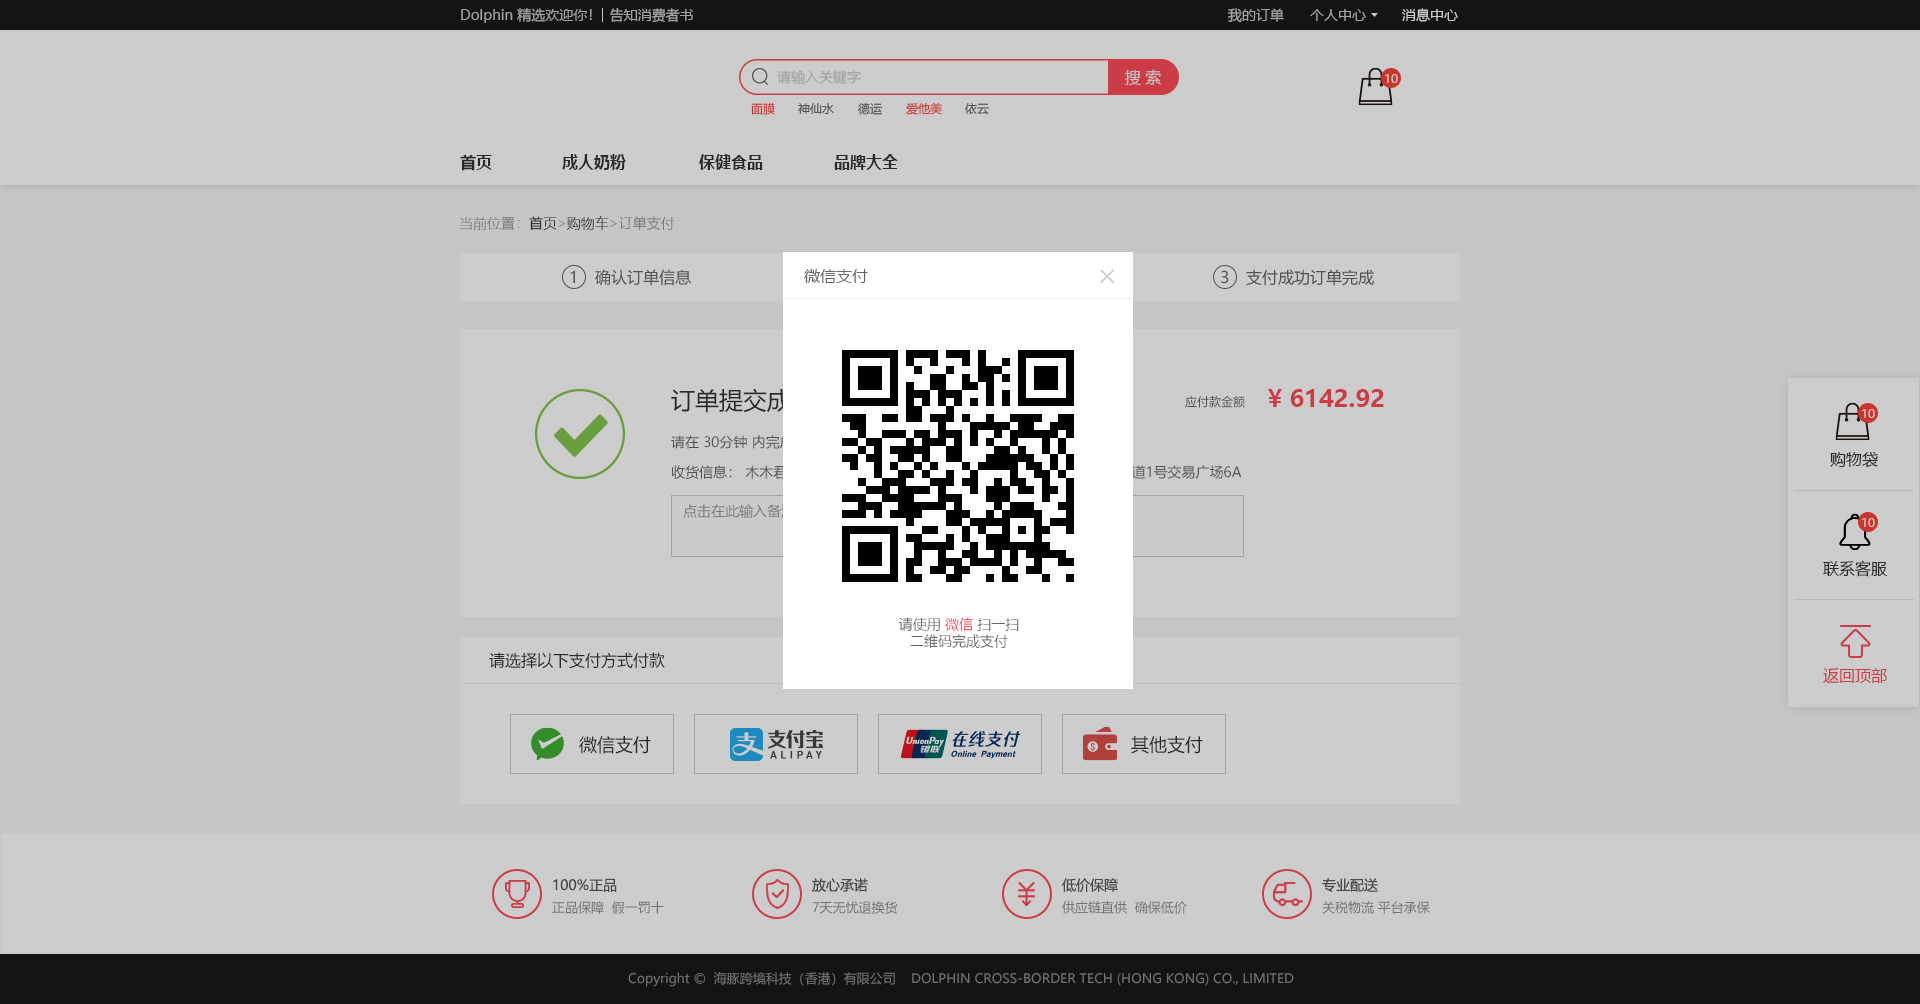 Dolphin 精选欢迎你! | 告知消费者书
我的订单 个人中心 消息中心
请输入关键字 搜 索
10
面膜 神仙水 德运 爱他美 依云
首页 成人奶粉 保健食品 品牌大全
当前位置: 首页>购物车>订单支付
1 确认订单信息
3 支付成功订单完成
微信支付
请使用 微信 扫一扫
二维码完成支付
订单提交成
应付款金额 ¥ 6142.92
请在 30分钟 内完
收货信息: 木木君 道1号交易广场6A
点击在此输入备
请选择以下支付方式付款
微信支付
支付宝
ALIPAY
UnionPay
银联
在线支付
Online Payment
其他支付
10
购物袋
10
联系客服
返回顶部
100%正品
正品保障 假一罚十
放心承诺
7天无忧退换货
低价保障
供应链直供 确保低价
专业配送
关税物流 平台承保
Copyright © 海豚跨境科技（香港）有限公司 DOLPHIN CROSS-BORDER TECH (HONG KONG) CO., LIMITED